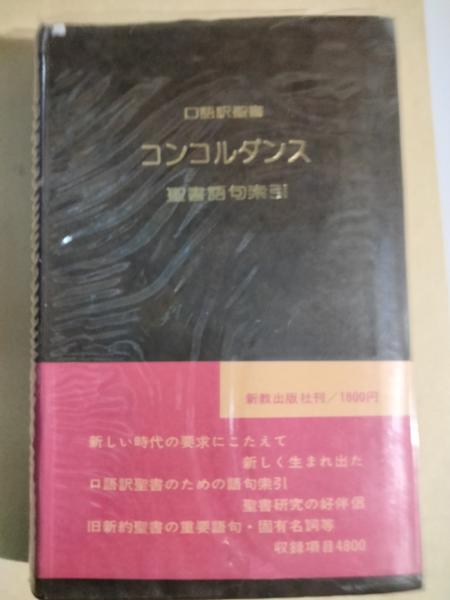 口語訳聖書
コンコルダンス
聖書語句索引
新教出版社刊/1800円
新しい時代の要求にこたえて
新しく生まれ出た
口語訳聖書のための語句索引
聖書研究の好伴侶
旧新約聖書の重要語句・固有名詞等
収録項目4800